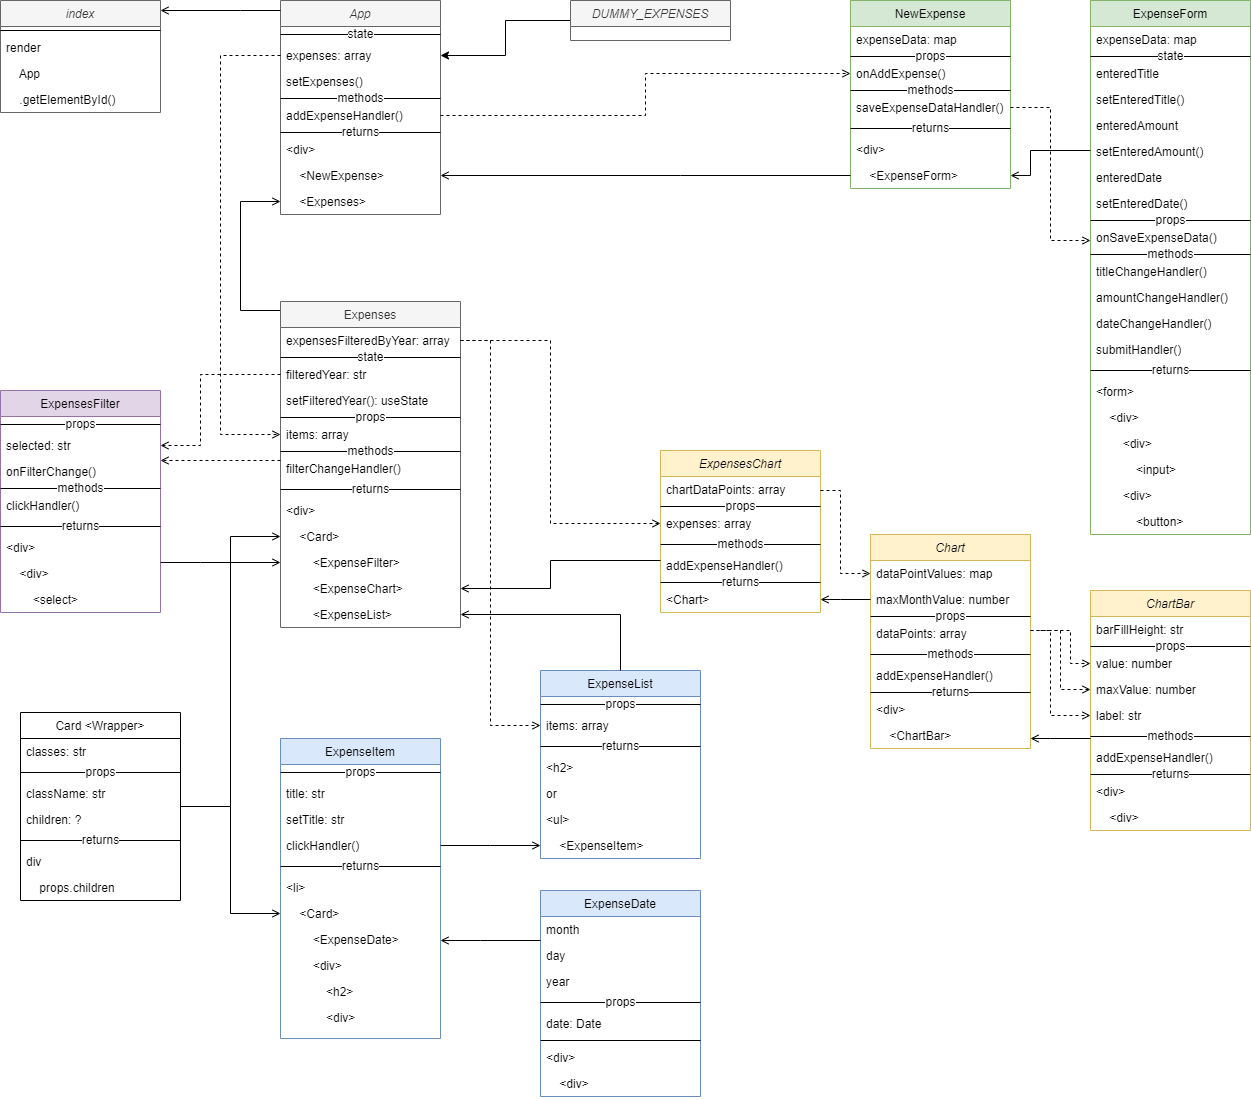 index
render
App
.getElementById()
App
state
expenses: array
setExpenses()
methods
addExpenseHandler()
returns
<div>
<NewExpense>
<Expenses>
DUMMY_EXPENSES
NewExpense
expenseData: map
props
onAddExpense()
methods
saveExpenseDataHandler()
returns
<div>
<ExpenseForm>
ExpenseForm
expenseData: map
state
enteredTitle
setEnteredTitle()
enteredAmount
setEnteredAmount()
enteredDate
setEnteredDate()
props
onSaveExpenseData()
methods
titleChangeHandler()
amountChangeHandler()
dateChangeHandler()
submitHandler()
returns
<form>
<div>
<div>
<input>
<div>
<button>
Expenses
expensesFilteredByYear: array
state
filteredYear: str
setFilteredYear(): useState
props
items: array
methods
filterChangeHandler()
returns
<div>
<Card>
<ExpenseFilter>
<ExpenseChart>
<ExpenseList>
ExpensesFilter
props
selected: str
onFilterChange()
methods
clickHandler()
returns
<div>
<div>
<select>
ExpensesChart
chartDataPoints: array
props
expenses: array
methods
addExpenseHandler()
returns
<Chart>
Chart
dataPointValues: map
maxMonthValue: number
props
dataPoints: array
methods
addExpenseHandler()
returns
<div>
<ChartBar>
ChartBar
barFillHeight: str
props
value: number
maxValue: number
label: str
methods
addExpenseHandler()
returns
<div>
<div>
Card <Wrapper>
classes: str
props
className: str
children: ?
returns
div
props.children
ExpenseItem
props
title: str
setTitle: str
clickHandler()
returns
<li>
<Card>
<ExpenseDate>
<div>
<h2>
<div>
ExpenseList
props
items: array
returns
<h2>
or
<ul>
<ExpenseItem>
ExpenseDate
month
day
year
props
date: Date
<div>
<div>